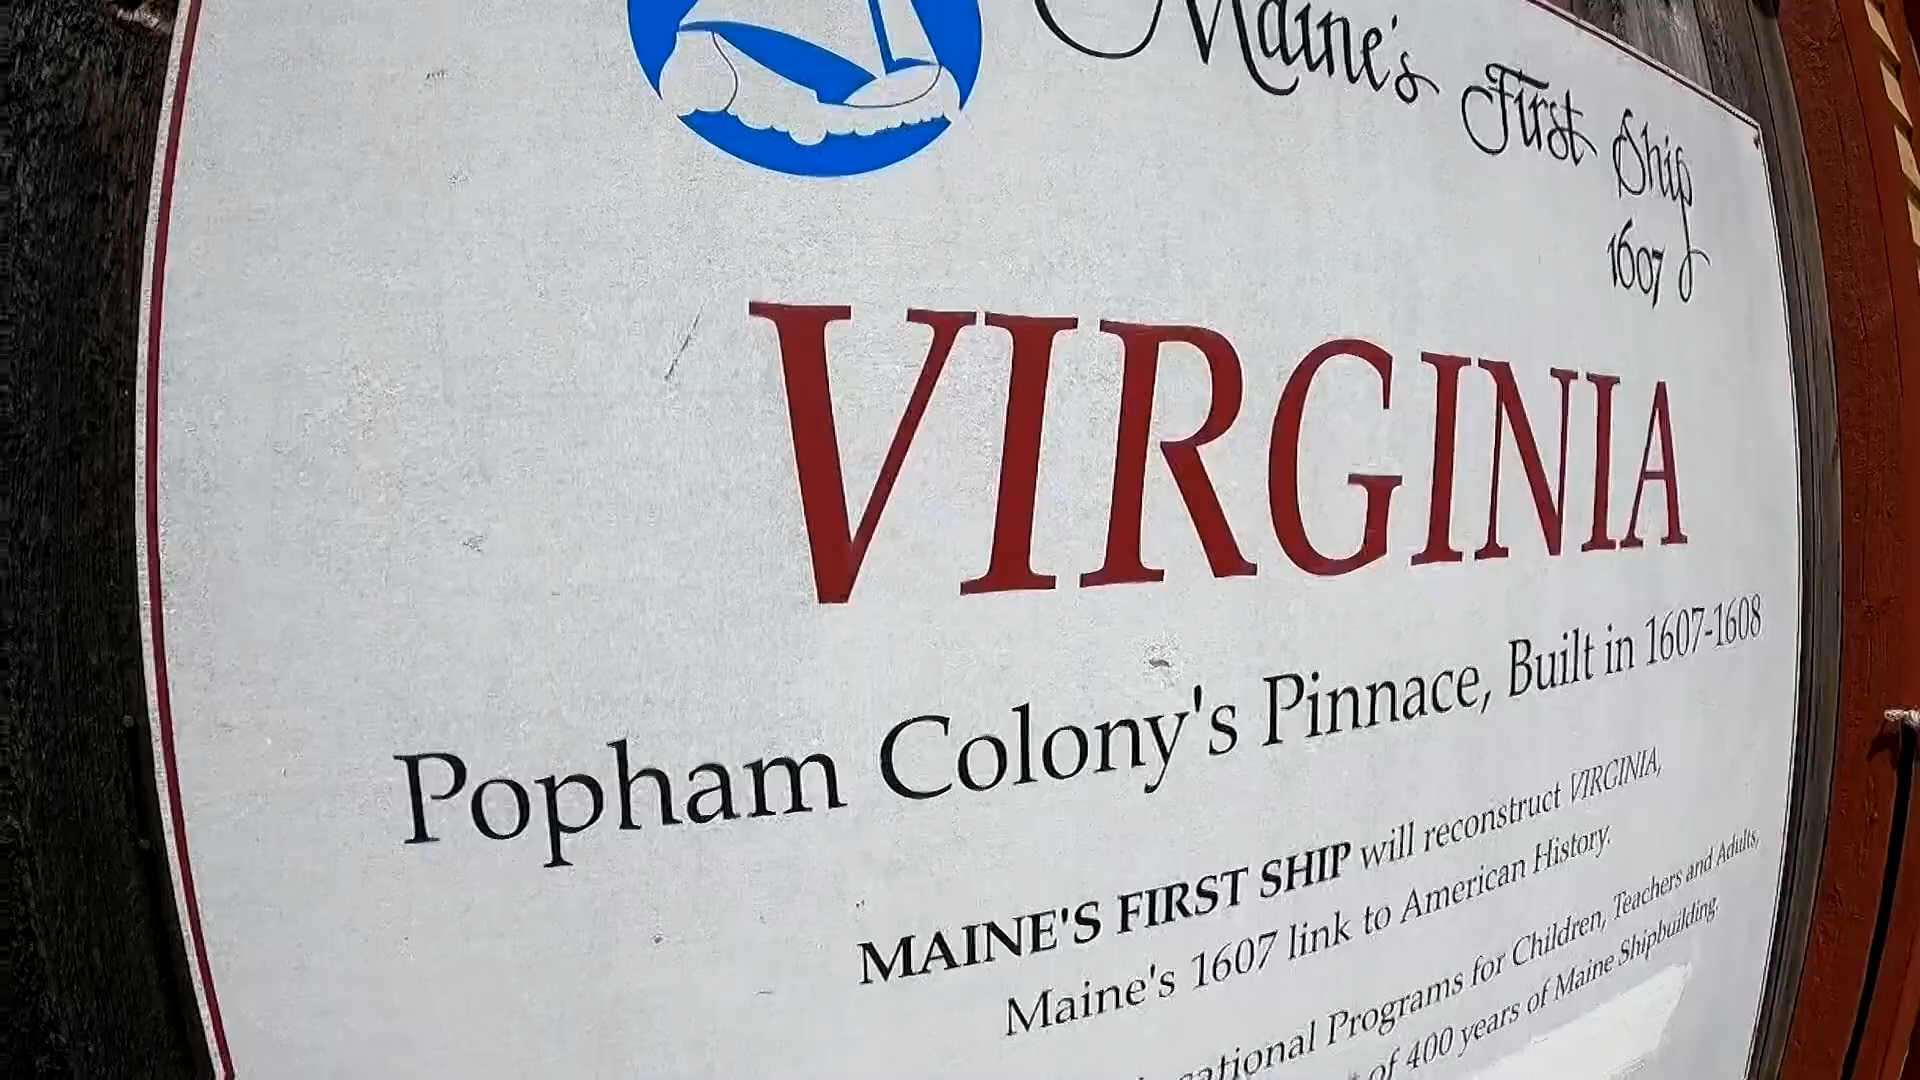 Maine's First Ship
1607
VIRGINIA
Popham Colony's Pinnace, Built in 1607-1608
MAINE'S FIRST SHIP will reconstruct VIRGINIA,
Maine's 1607 link to American History.
Programs for Children, Teachers and Adults,
of 400 years of Maine Shipbuilding.